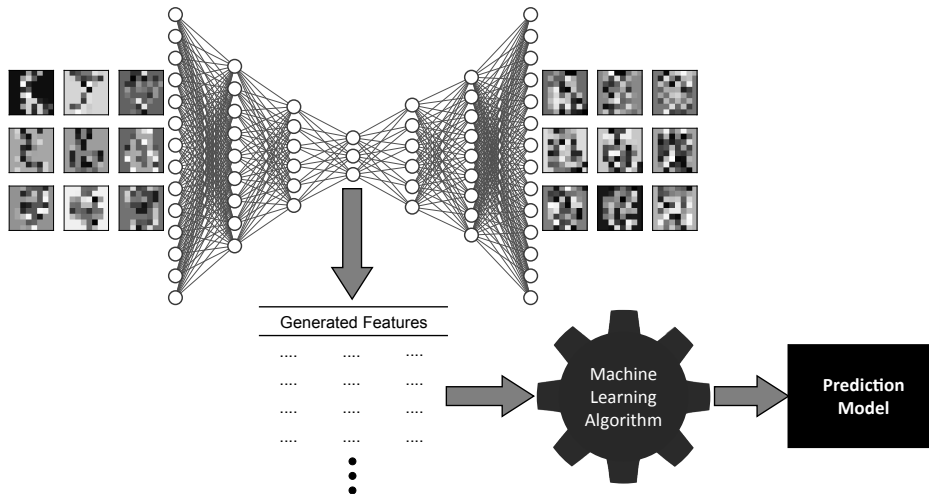 Generated Features
.... .... ....
.... .... ....
.... .... ....
.... .... ....
Machine
Learning
Algorithm
Prediction
Model